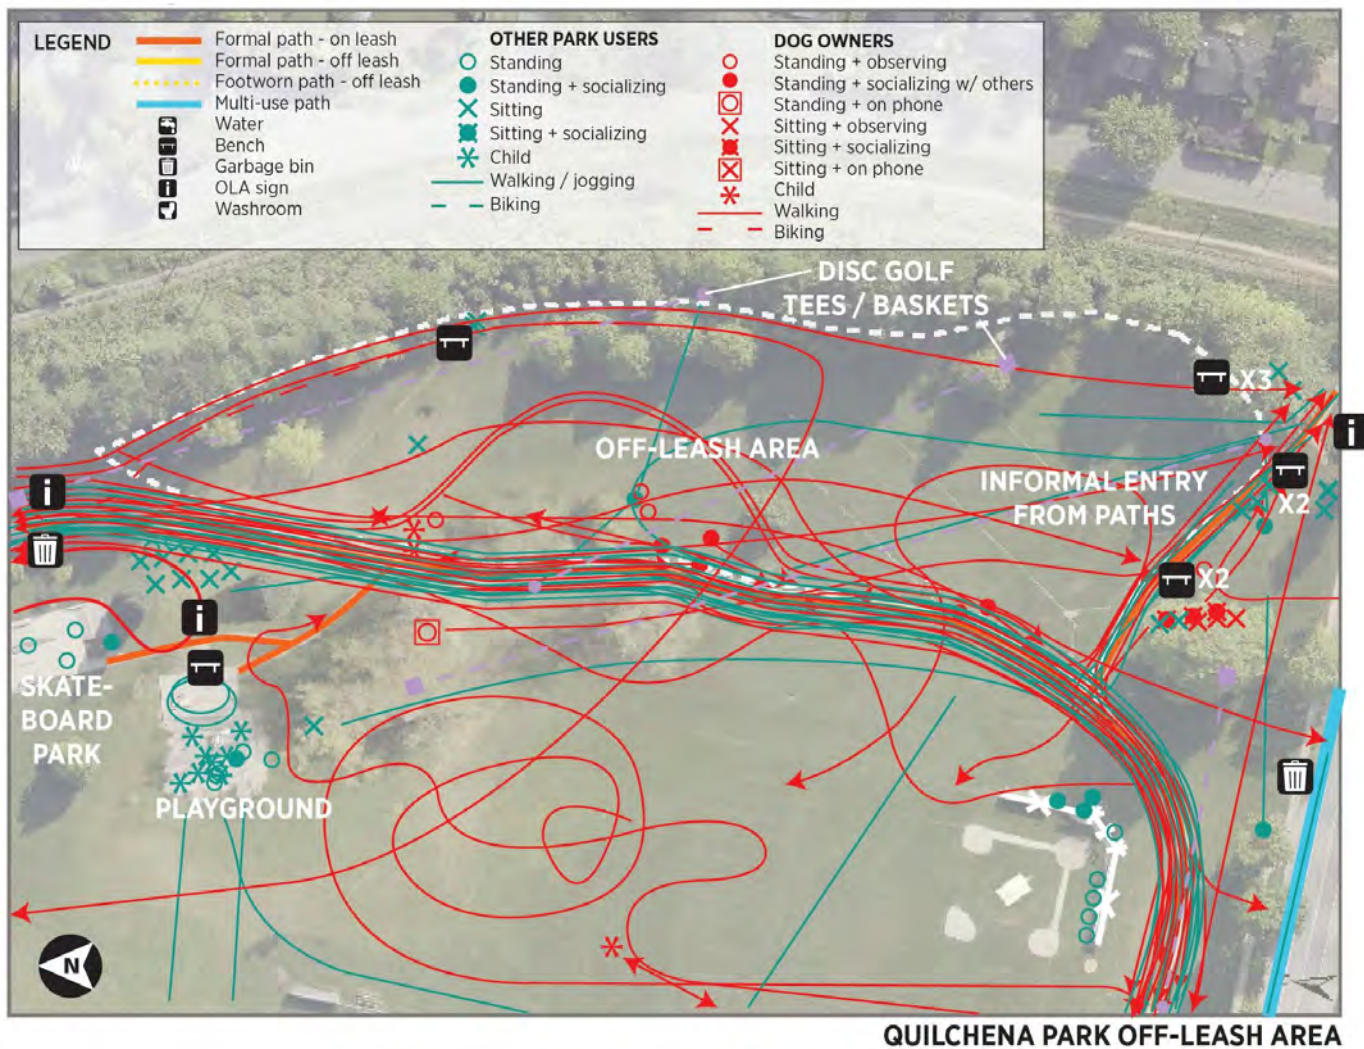 LEGEND
Formal path - on leash
Formal path - off leash
Footworn path - off leash
Multi-use path
Water
Bench
Garbage bin
i
OLA sign
Washroom
OTHER PARK USERS
Standing
Standing + socializing
Sitting
Sitting + socializing
Child
Walking / jogging
Biking
DOG OWNERS
Standing + observing
Standing + socializing w/ others
Standing + on phone
Sitting + observing
Sitting + socializing
Sitting + on phone
Child
Walking
Biking
DISC GOLF
TEES / BASKETS
X3
i
OFF-LEASH AREA
INFORMAL ENTRY
FROM PATHS
X2
i
X2
i
SKATE-
BOARD
PARK
PLAYGROUND
N
QUILCHENA PARK OFF-LEASH AREA